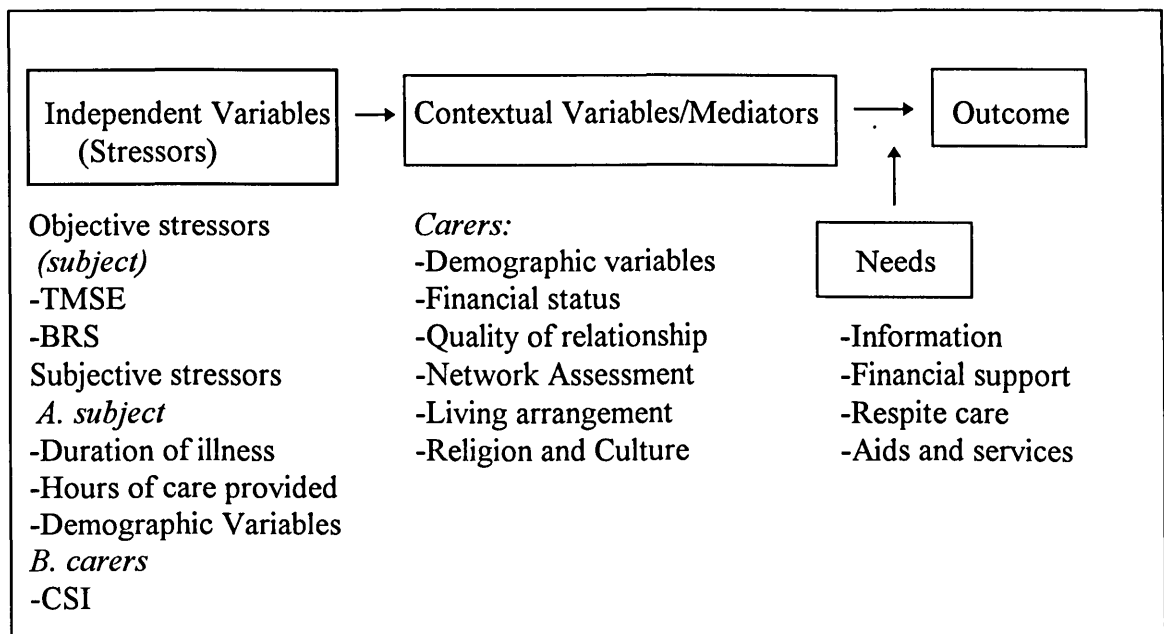 Independent Variables
(Stressors)
Contextual Variables/Mediators
Outcome
Objective stressors
(subject)
-TMSE
-BRS
Subjective stressors
A. subject
-Duration of illness
-Hours of care provided
-Demographic Variables
B. carers
-CSI
Carers:
-Demographic variables
-Financial status
-Quality of relationship
-Network Assessment
-Living arrangement
-Religion and Culture
Needs
-Information
-Financial support
-Respite care
-Aids and services